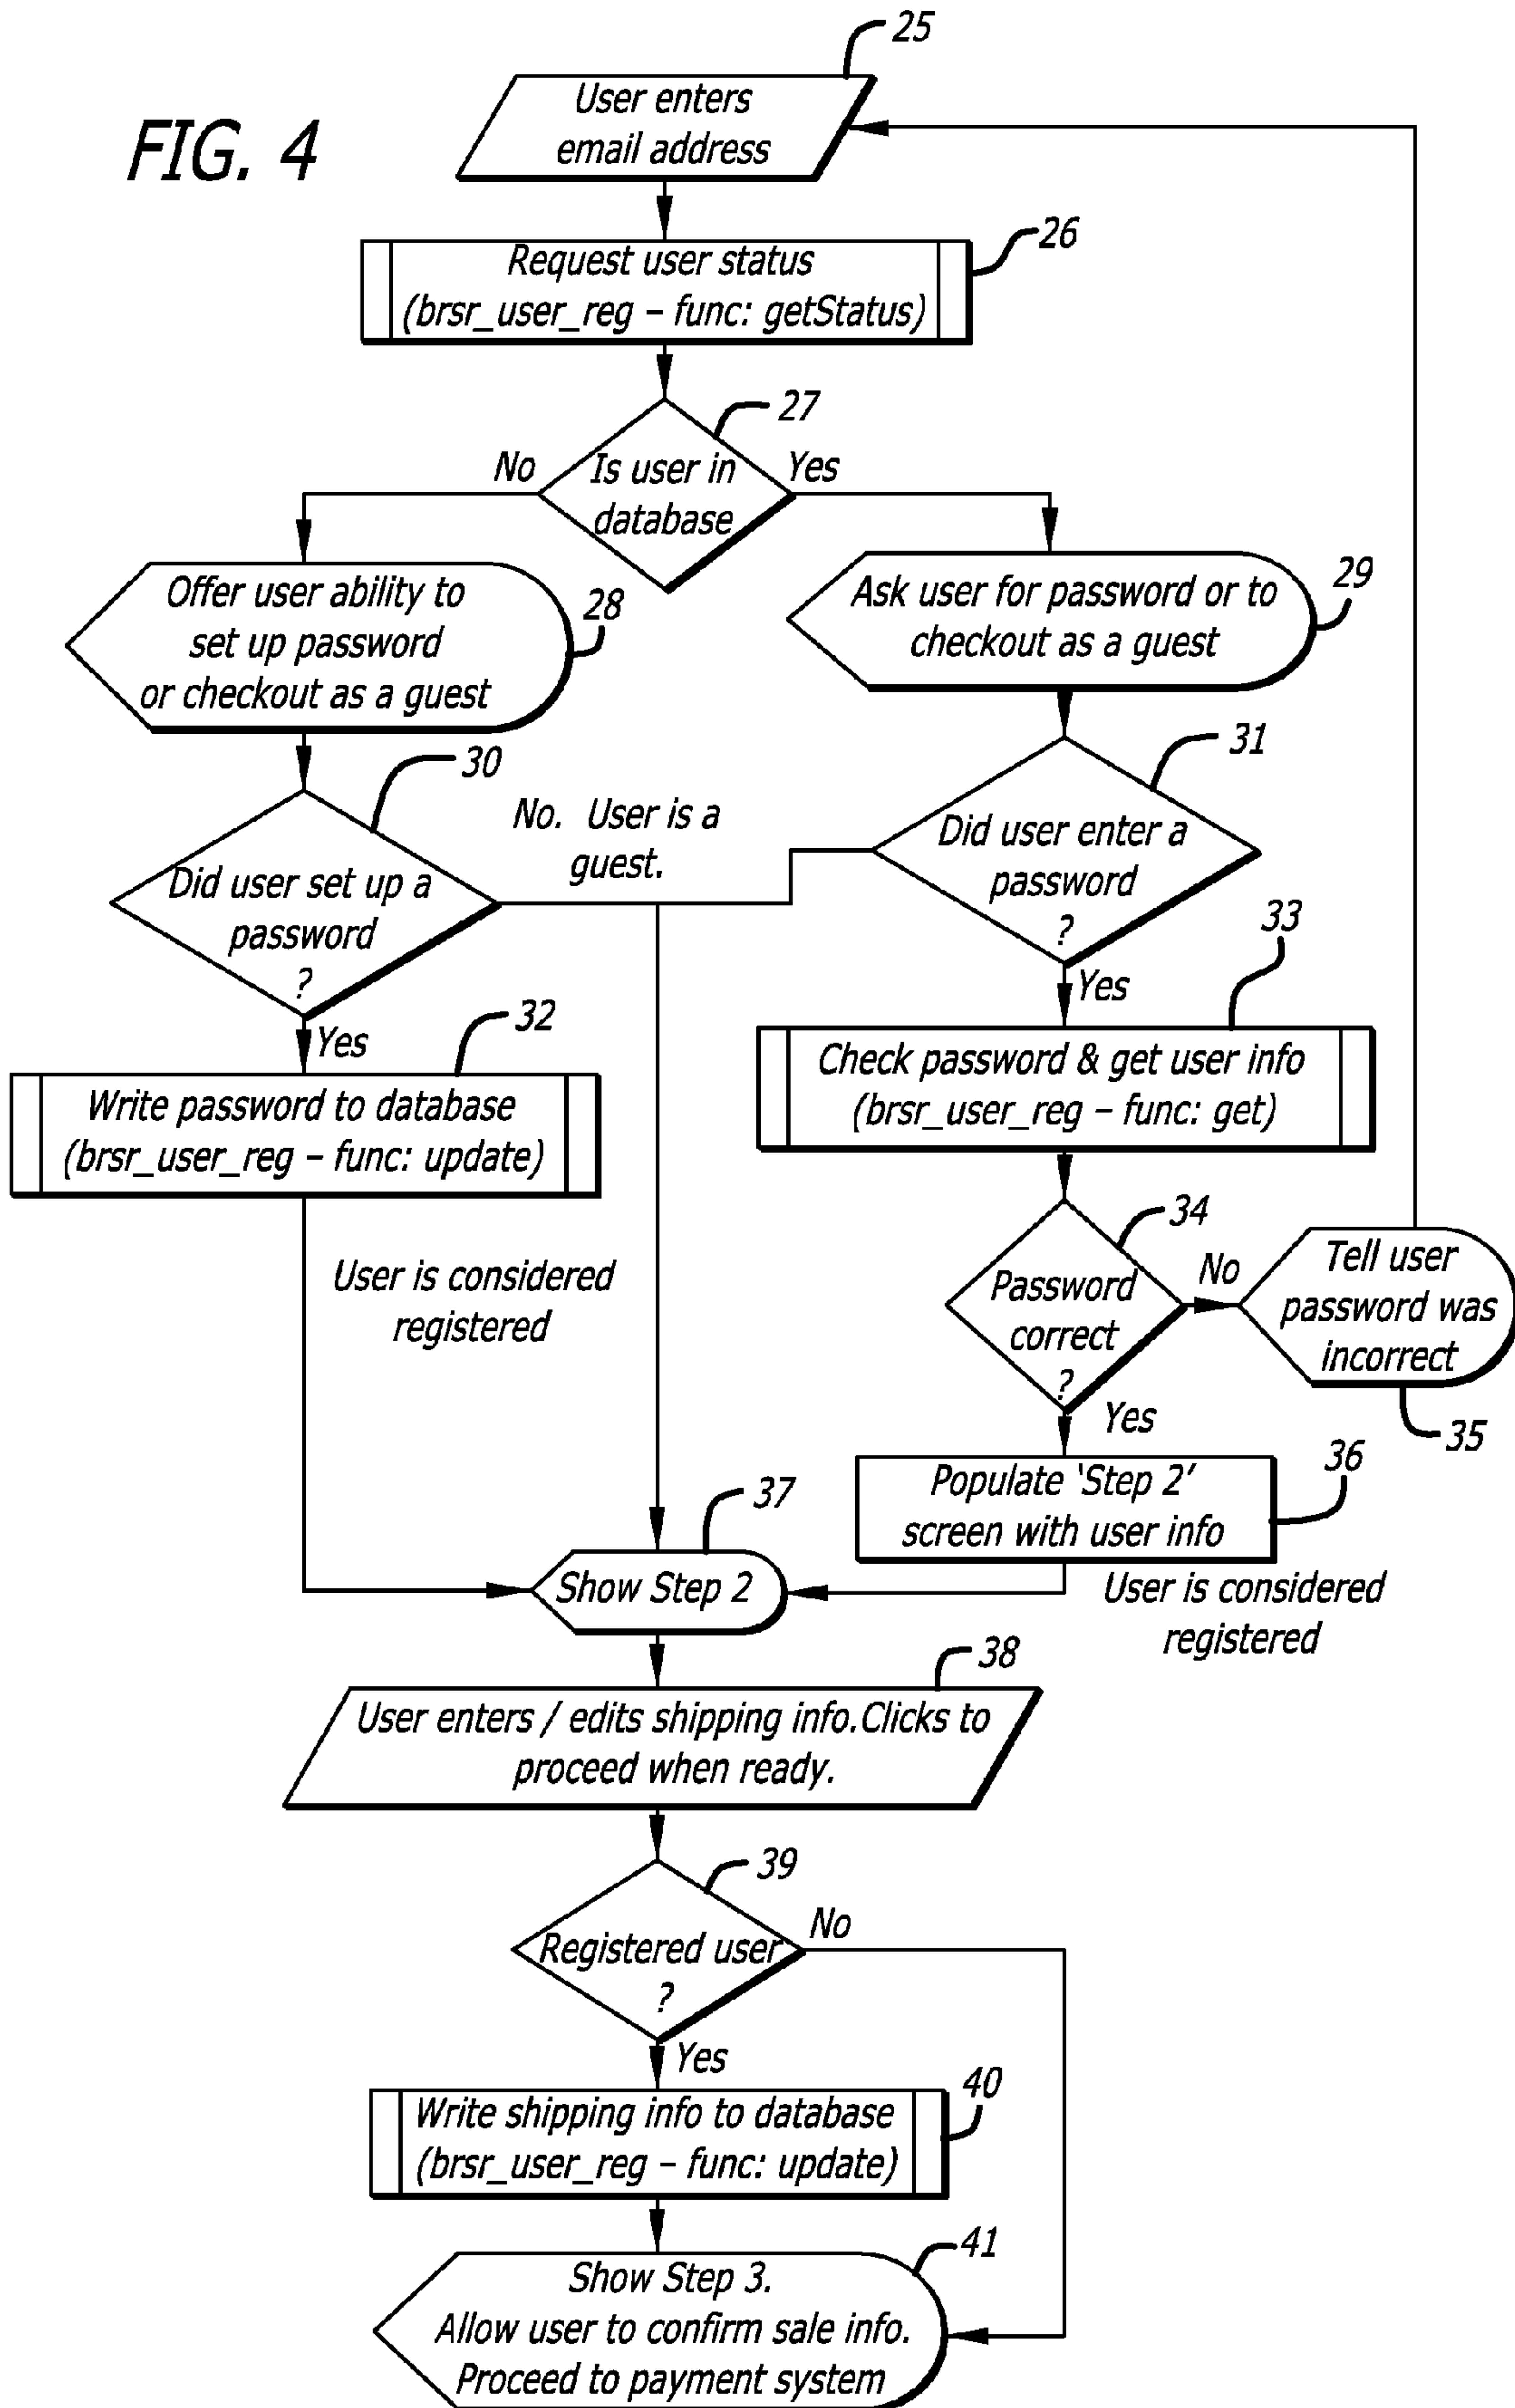 25
User enters
email address
FIG. 4
26
Request user status
(brsr_user_reg – func: getStatus)
27
No
Is user in
database
Yes
Offer user ability to
set up password
or checkout as a guest
28
Ask user for password or to
checkout as a guest
29
30
Did user set up a
password
?
No. User is a
guest.
31
Did user enter a
password
?
Yes
32
Write password to database
(brsr_user_reg – func: update)
Yes
33
Check password & get user info
(brsr_user_reg – func: get)
User is considered
registered
34
Password
correct
?
No
Tell user
password was
incorrect
35
Yes
36
Populate ‘Step 2’
screen with user info
37
Show Step 2
User is considered
registered
38
User enters / edits shipping info.Clicks to
proceed when ready.
39
Registered user
?
No
Yes
40
Write shipping info to database
(brsr_user_reg – func: update)
41
Show Step 3.
Allow user to confirm sale info.
Proceed to payment system